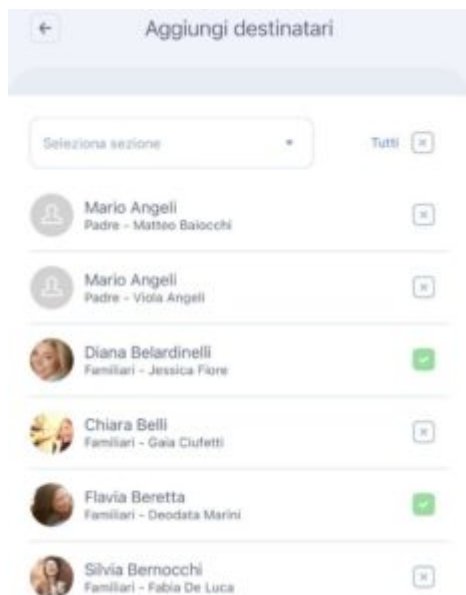 Aggiungi destinatari
Seleziona sezione
Tutti
Mario Angeli
Padre - Matteo Baiocchi
Mario Angeli
Padre - Viola Angeli
Diana Belardinelli
Familiari - Jessica Fiore
Chiara Belli
Familiari - Gaia Ciufetti
Flavia Beretta
Familiari - Deodata Marini
Silvia Bernocchi
Familiari - Fabia De Luca